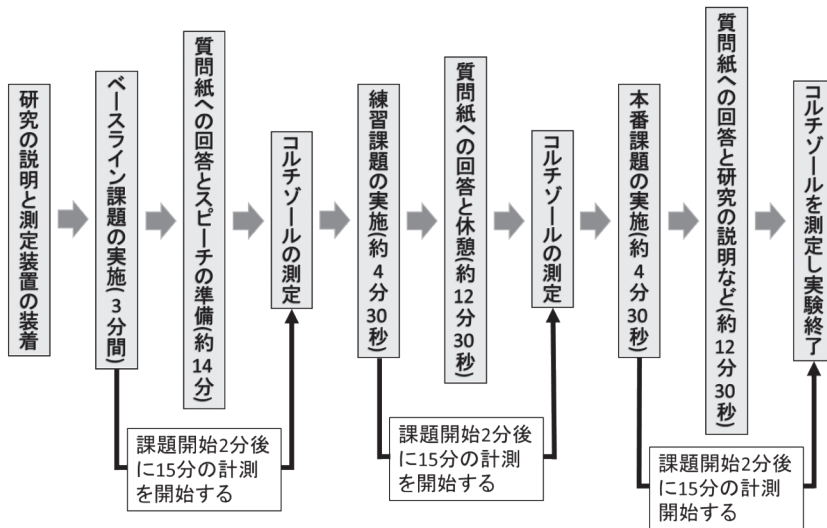 研究の説明と測定装置の装着
ベースライン課題の実施(3分間)
質問紙への回答とスピーチの準備(約14分)
コルチゾールの測定
練習課題の実施(約4分30秒)
質問紙への回答と休憩(約12分30秒)
コルチゾールの測定
本番課題の実施(約4分30秒)
質問紙への回答と研究の説明など(約12分30秒)
コルチゾールを測定し実験終了
課題開始2分後
に15分の計測
を開始する
課題開始2分後
に15分の計測
を開始する
課題開始2分後
に15分の計測
開始する